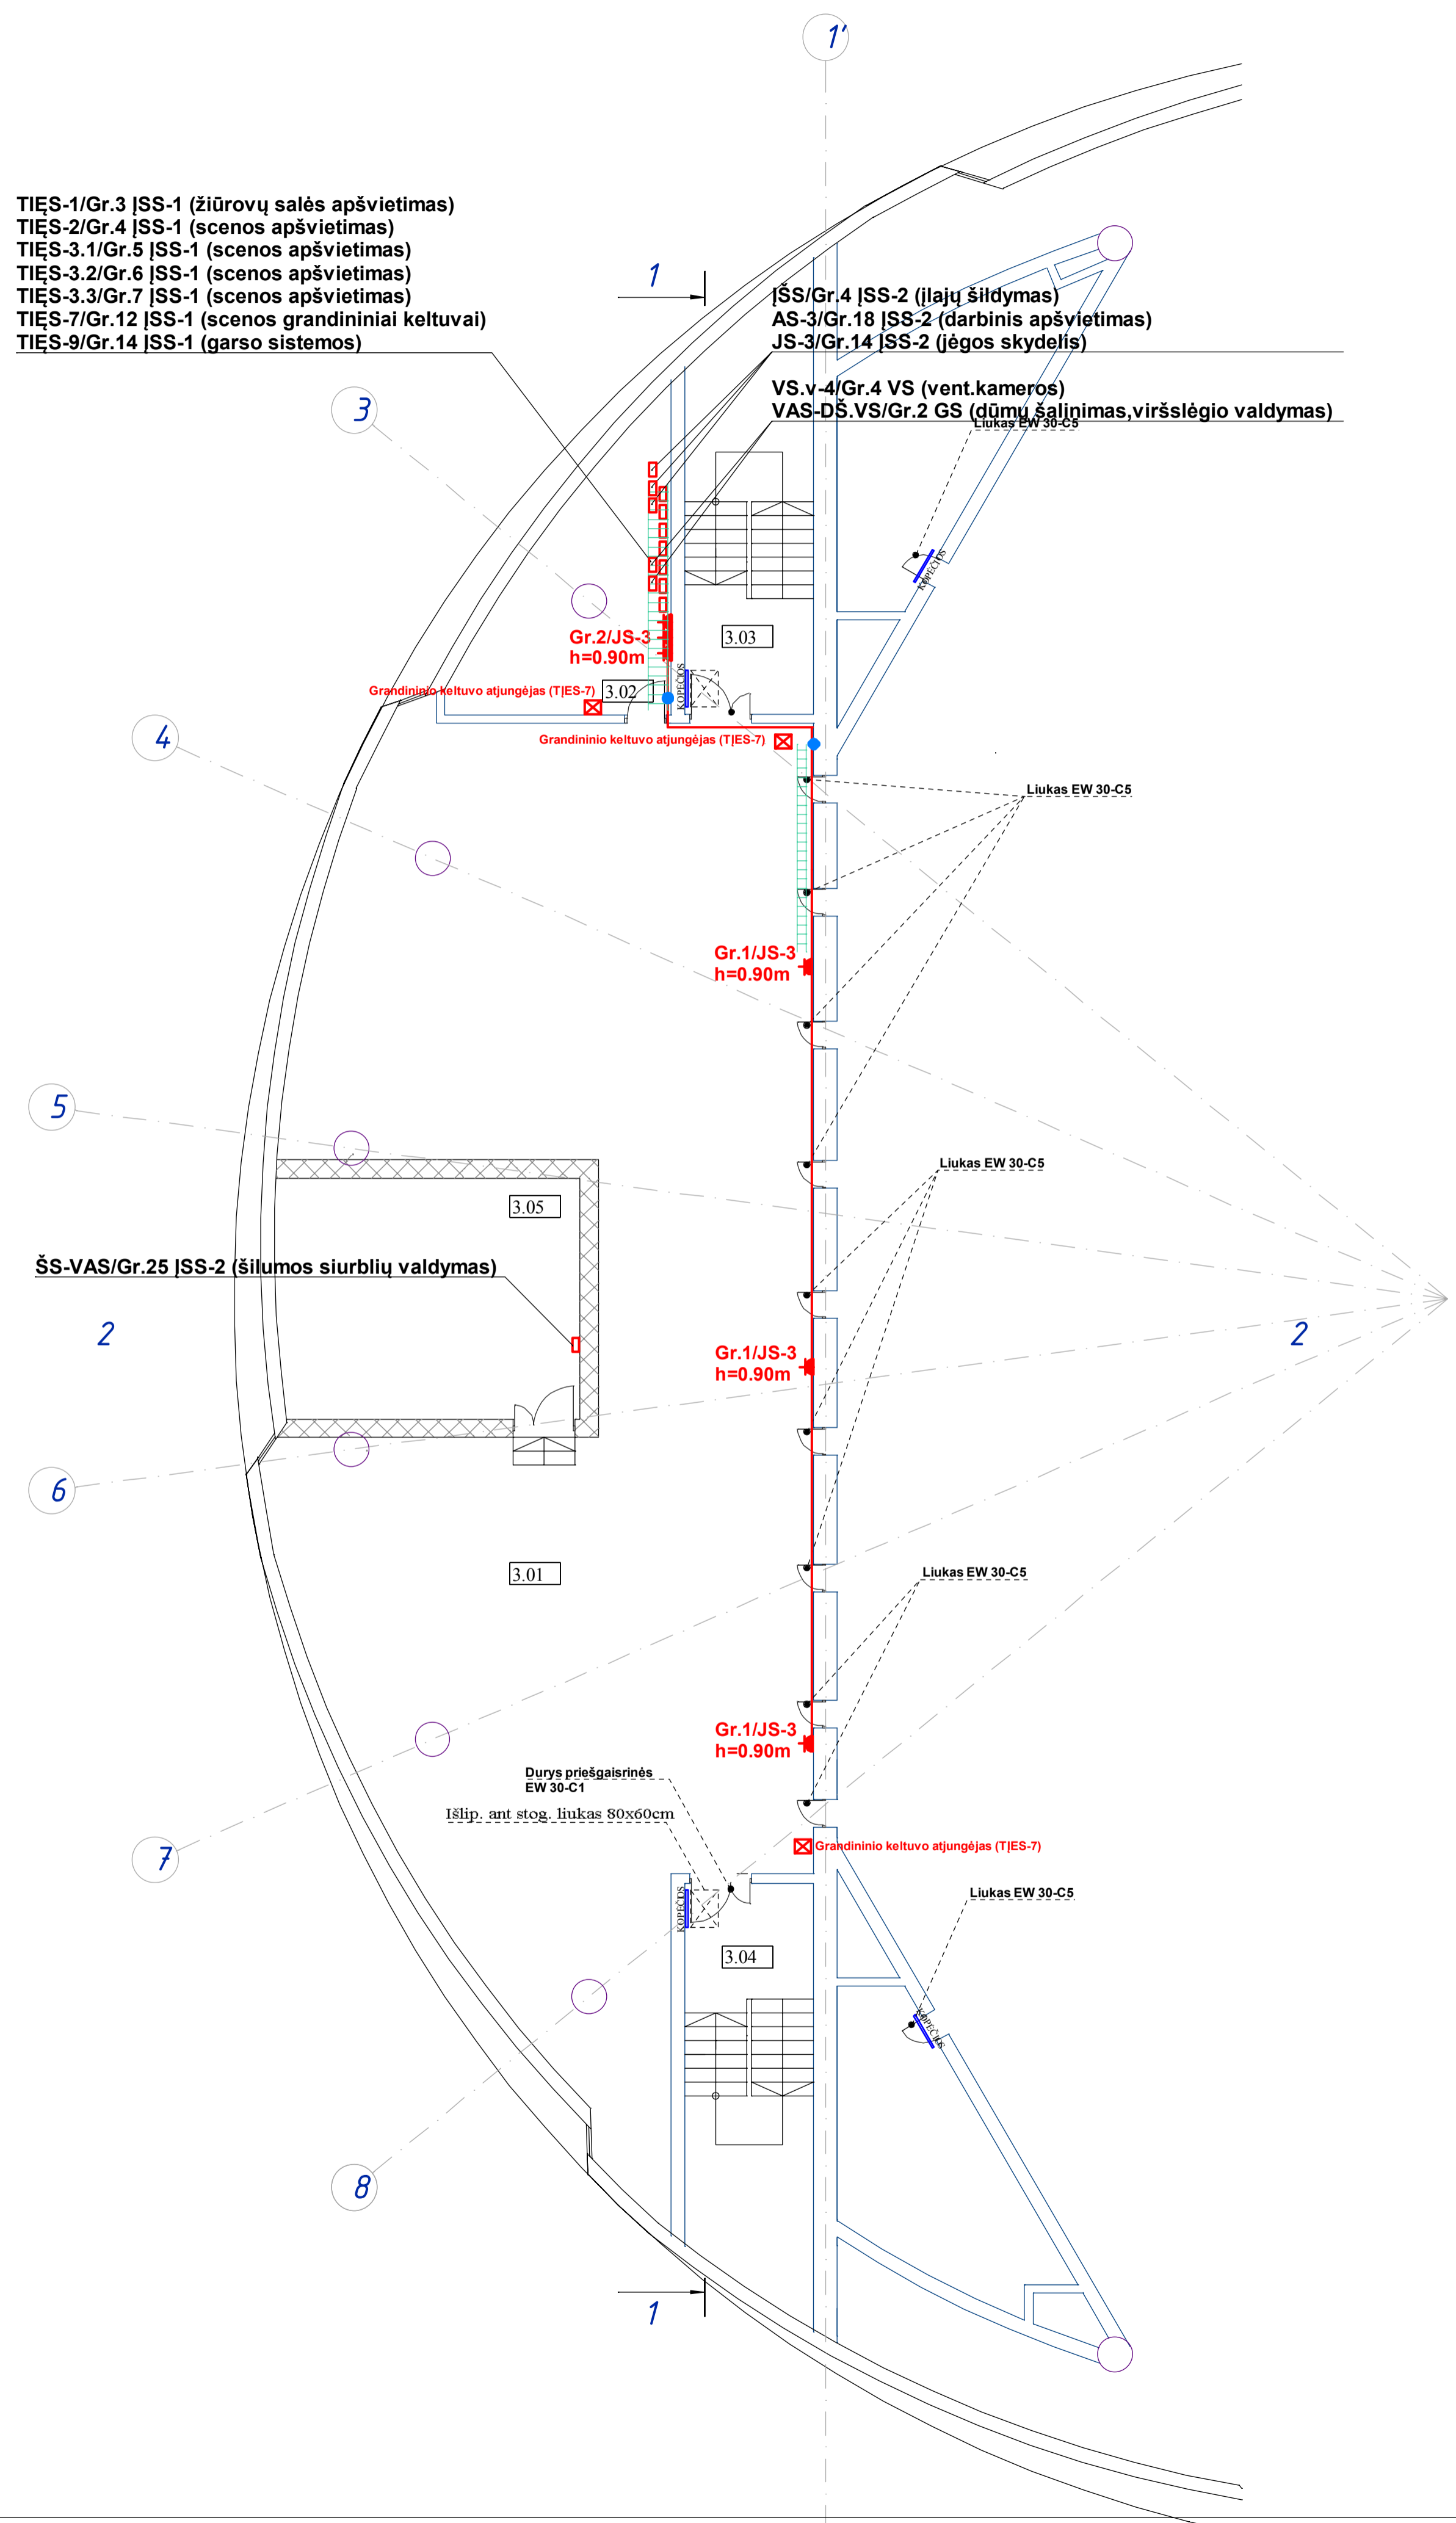 1'
TIĘS-1/Gr.3 ĮSS-1 (žiūrovų salės apšvietimas)
TIĘS-2/Gr.4 ĮSS-1 (scenos apšvietimas)
TIĘS-3.1/Gr.5 ĮSS-1 (scenos apšvietimas)
TIĘS-3.2/Gr.6 ĮSS-1 (scenos apšvietimas)
TIĘS-3.3/Gr.7 ĮSS-1 (scenos apšvietimas)
TIĘS-7/Gr.12 ĮSS-1 (scenos grandininiai keltuvai)
TIĘS-9/Gr.14 ĮSS-1 (garso sistemos)
1
ĮŠS/Gr.4 ĮSS-2 (įlajų šildymas)
AS-3/Gr.18 ĮSS-2 (darbinis apšvietimas)
JS-3/Gr.14 ĮSS-2 (jėgos skydelis)
VS.v-4/Gr.4 VS (vent.kameros)
VAS-DŠ.VS/Gr.2 GS (dūmų šalinimas,viršslėgio valdymas)
Liukas EW 30-C5
3
KOPĖČIOS
Gr.2/JS-3
h=0.90m
3.03
KOPĖČIOS
Grandininio keltuvo atjungėjas (TĮES-7)
3.02
Grandininio keltuvo atjungėjas (TĮES-7)
4
Liukas EW 30-C5
Gr.1/JS-3
h=0.90m
5
Liukas EW 30-C5
3.05
ŠS-VAS/Gr.25 ĮSS-2 (šilumos siurblių valdymas)
2
2
Gr.1/JS-3
h=0.90m
6
3.01
Liukas EW 30-C5
Gr.1/JS-3
h=0.90m
Durys priešgaisrinės
EW 30-C1
Išlip. ant stog. liukas 80x60cm
7
Grandininio keltuvo atjungėjas (TĮES-7)
Liukas EW 30-C5
KOPĖČIOS
3.04
KOPĖČIOS
8
1